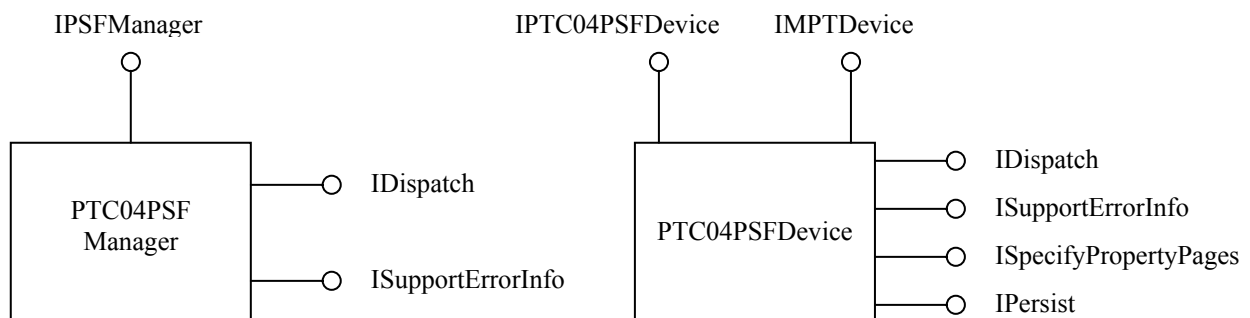 IPSFManager
IPTC04PSFDevice
IMPTDevice
PTC04PSF
Manager
IDispatch
ISupportErrorInfo
PTC04PSFDevice
IDispatch
ISupportErrorInfo
ISpecifyPropertyPages
IPersist